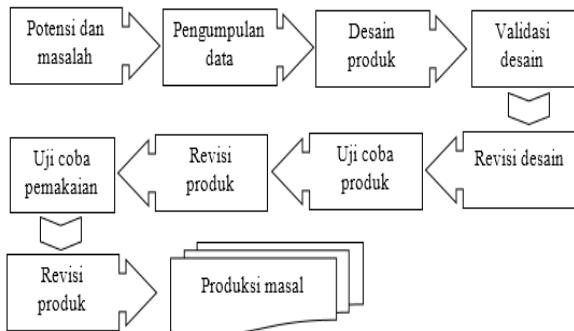 Potensi dan
masalah
Pengumpulan
data
Desain
produk
Validasi
desain
Revisi desain
Uji coba
produk
Revisi
produk
Uji coba
pemakaian
Revisi
produk
Produksi masal